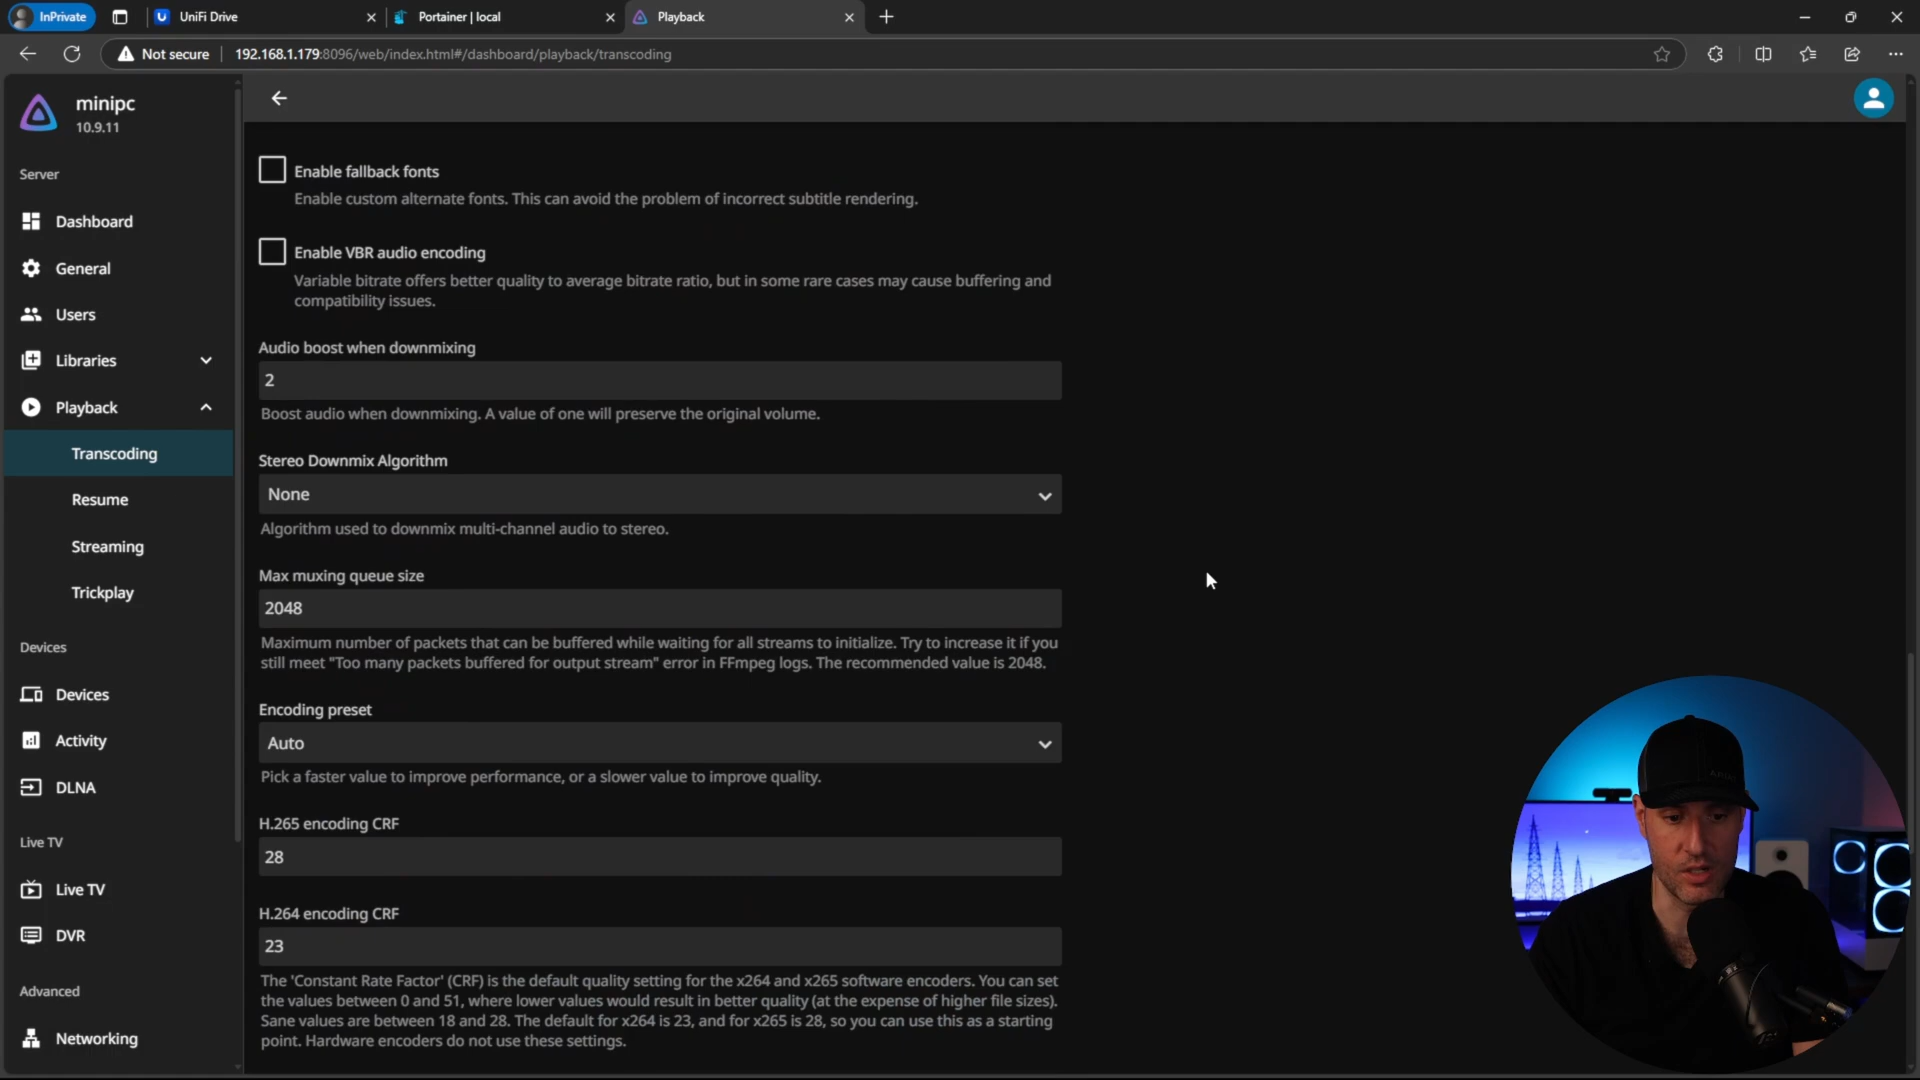 InPrivate
UniFi Drive
Portainer | local
Playback
Not secure
192.168.1.179:8096/web/index.html#/dashboard/playback/transcoding
minipc
10.9.11
Server
Dashboard
General
Users
Libraries
Playback
Transcoding
Resume
Streaming
Trickplay
Devices
Devices
Activity
DLNA
Live TV
Live TV
DVR
Advanced
Networking
Enable fallback fonts
Enable custom alternate fonts. This can avoid the problem of incorrect subtitle rendering.
Enable VBR audio encoding
Variable bitrate offers better quality to average bitrate ratio, but in some rare cases may cause buffering and
compatibility issues.
Audio boost when downmixing
2
Boost audio when downmixing. A value of one will preserve the original volume.
Stereo Downmix Algorithm
None
Algorithm used to downmix multi-channel audio to stereo.
Max muxing queue size
2048
Maximum number of packets that can be buffered while waiting for all streams to initialize. Try to increase it if you
still meet "Too many packets buffered for output stream" error in FFmpeg logs. The recommended value is 2048.
Encoding preset
Auto
Pick a faster value to improve performance, or a slower value to improve quality.
H.265 encoding CRF
28
H.264 encoding CRF
23
The 'Constant Rate Factor' (CRF) is the default quality setting for the x264 and x265 software encoders. You can set
the values between 0 and 51, where lower values would result in better quality (at the expense of higher file sizes).
Sane values are between 18 and 28. The default for x264 is 23, and for x265 is 28, so you can use this as a starting
point. Hardware encoders do not use these settings.